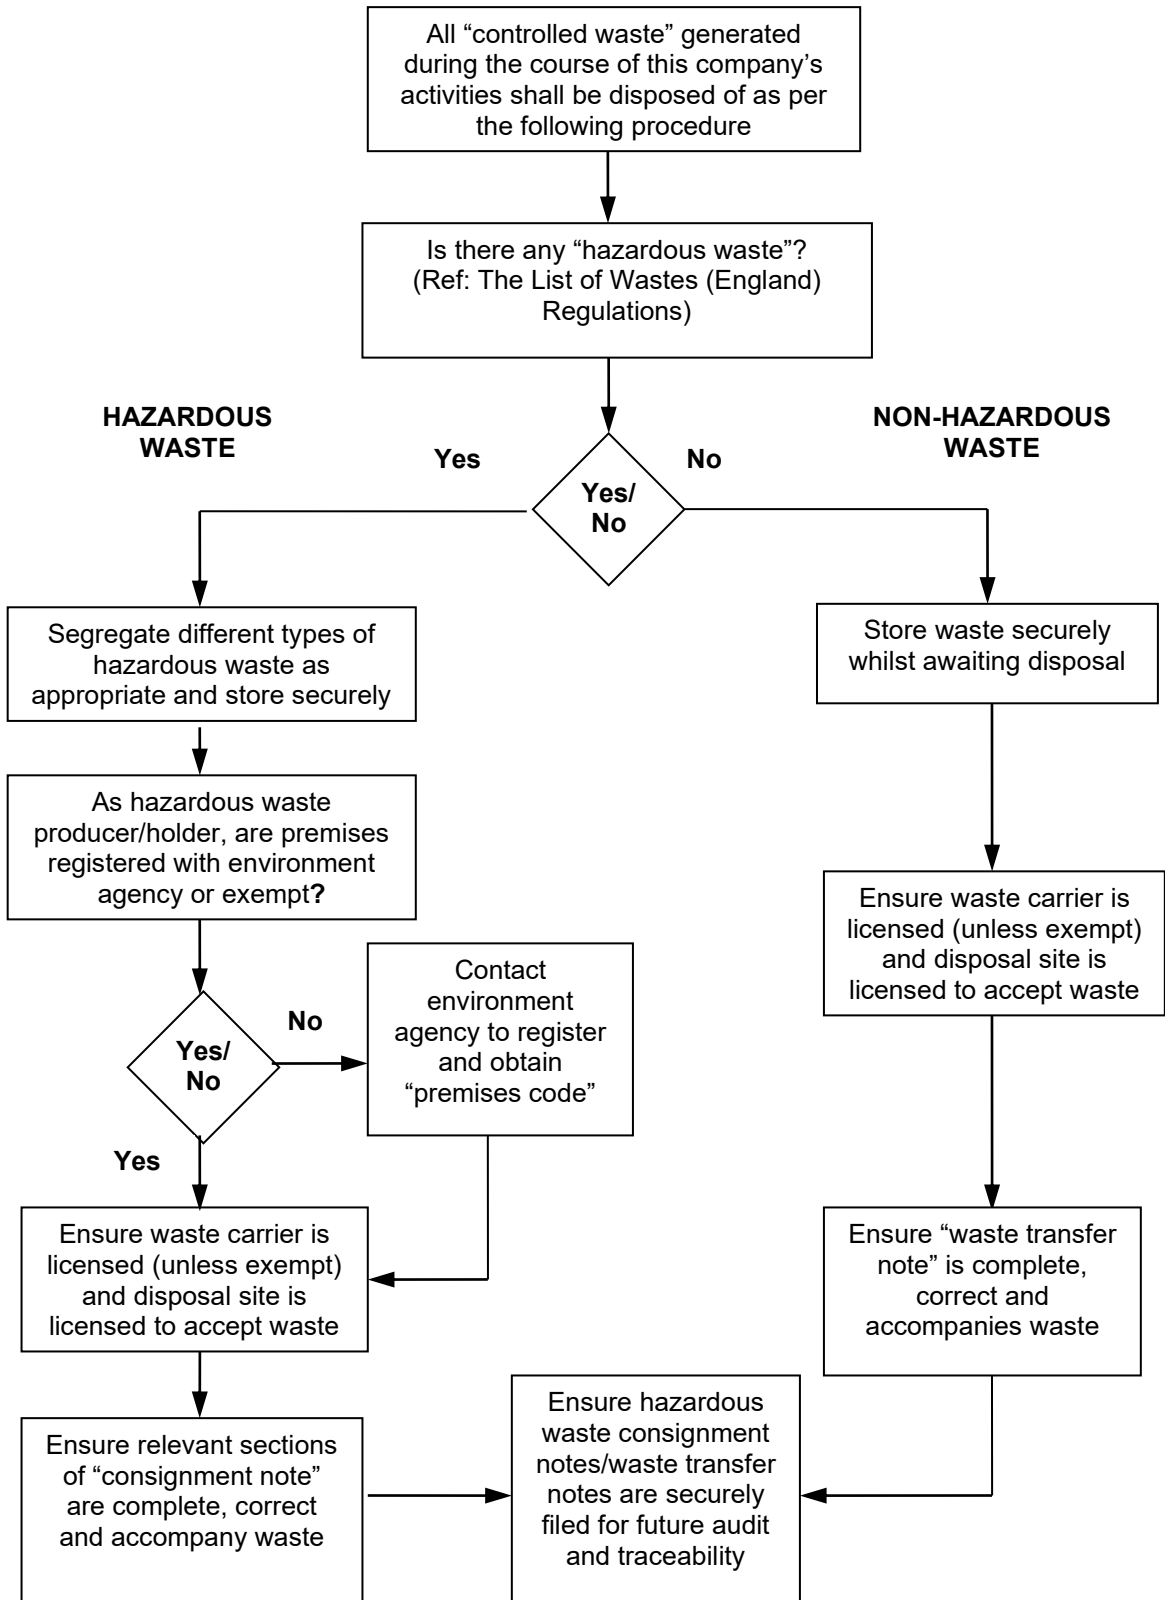 All “controlled waste” generated
during the course of this company’s
activities shall be disposed of as per
the following procedure
Is there any “hazardous waste”?
(Ref: The List of Wastes (England)
Regulations)
HAZARDOUS
WASTE
Yes
No
NON-HAZARDOUS
WASTE
Yes/
No
Segregate different types of
hazardous waste as
appropriate and store securely
Store waste securely
whilst awaiting disposal
As hazardous waste
producer/holder, are premises
registered with environment
agency or exempt?
Ensure waste carrier is
licensed (unless exempt)
and disposal site is
licensed to accept waste
Contact
environment
agency to register
and obtain
“premises code”
No
Yes/
No
Yes
Ensure waste carrier is
licensed (unless exempt)
and disposal site is
licensed to accept waste
Ensure “waste transfer
note” is complete,
correct and
accompanies waste
Ensure relevant sections
of “consignment note”
are complete, correct
and accompany waste
Ensure hazardous
waste consignment
notes/waste transfer
notes are securely
filed for future audit
and traceability